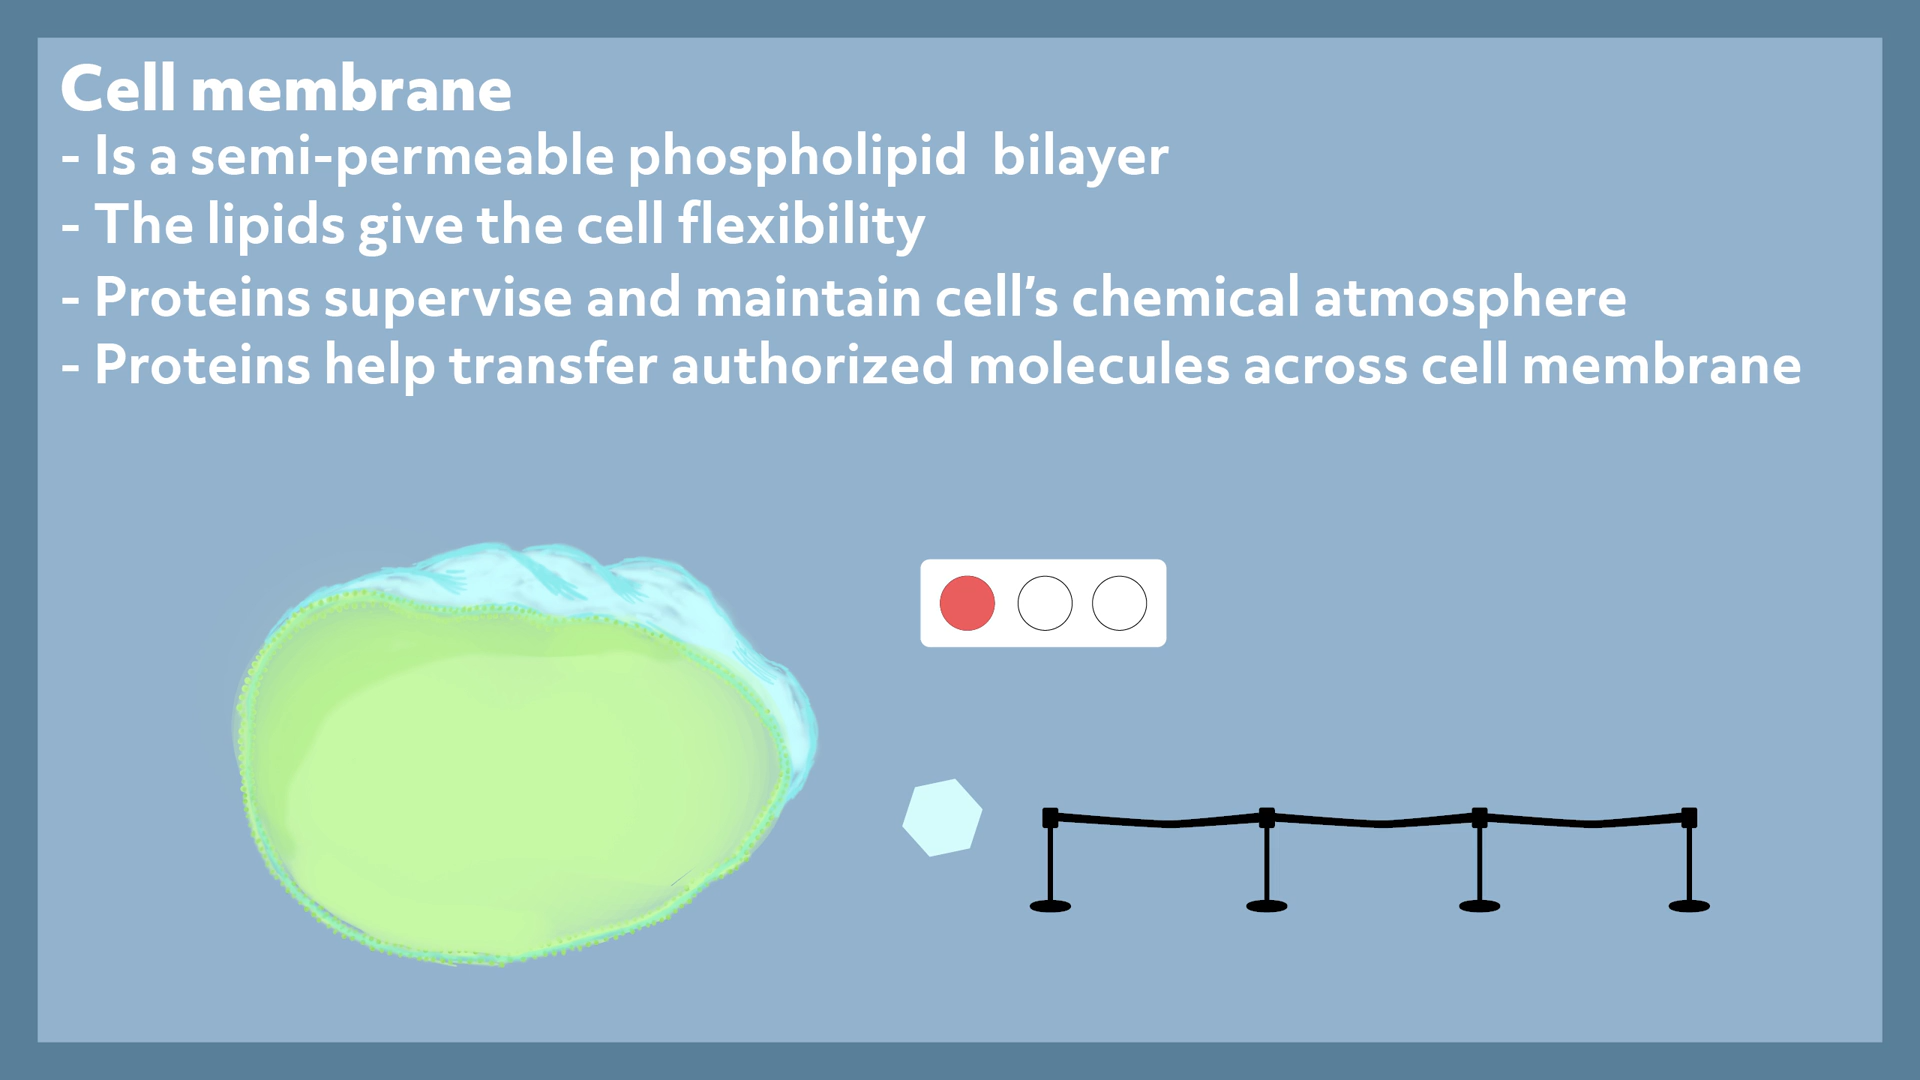 Cell membrane
- Is a semi-permeable phospholipid  bilayer
- The lipids give the cell flexibility
- Proteins supervise and maintain cell’s chemical atmosphere
- Proteins help transfer authorized molecules across cell membrane